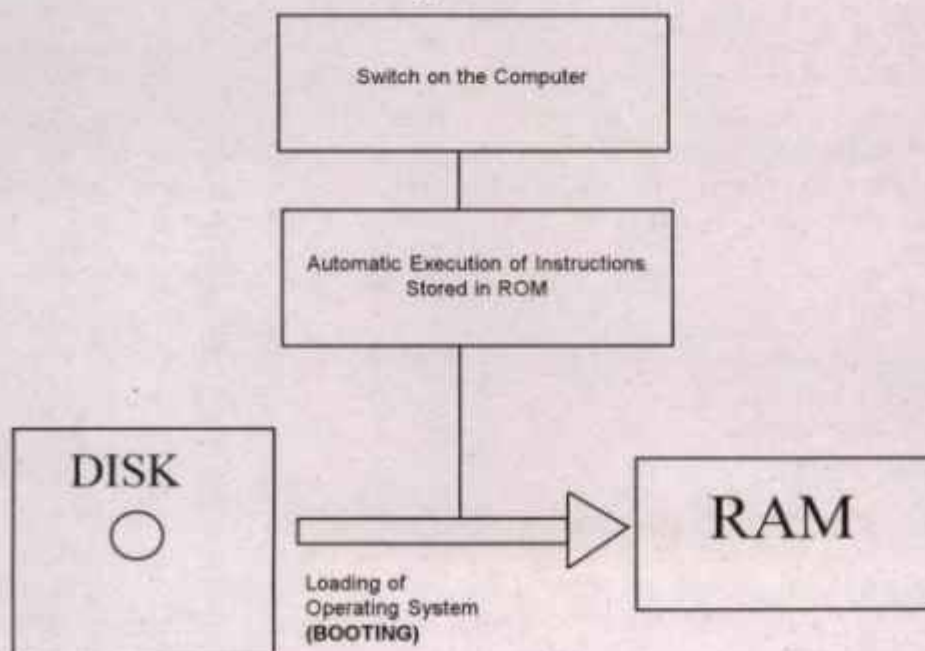 Switch on the Computer
Automatic Execution of Instructions
Stored in ROM
DISK
RAM
Loading of
Operating System
(BOOTING)